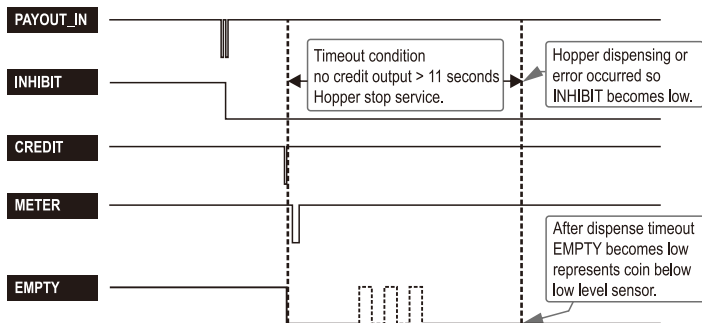 PAYOUT_IN
Timeout condition
no credit output > 11 seconds
Hopper stop service.
Hopper dispensing or
error occurred so
INHIBIT becomes low.
INHIBIT
CREDIT
METER
After dispense timeout
EMPTY becomes low
represents coin below
low level sensor.
EMPTY